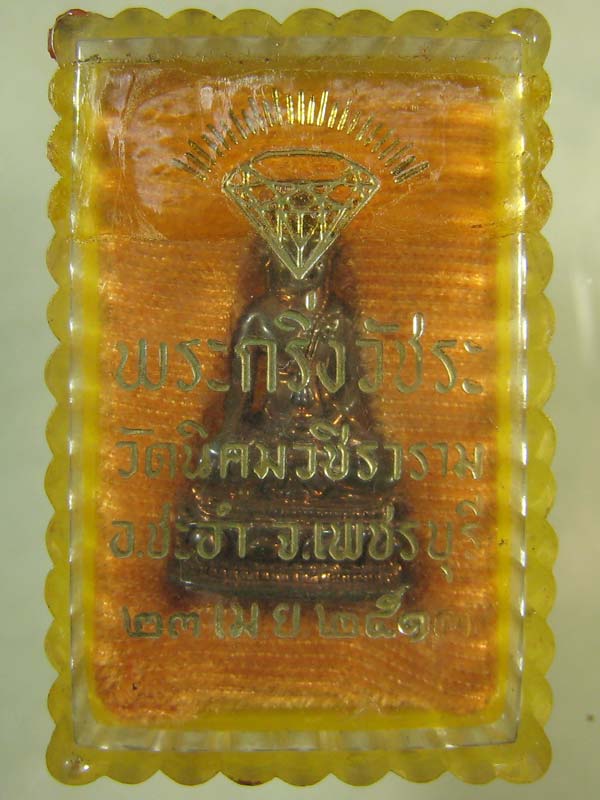 พระกริ่งวัชระ
วัดนิคมวชิราราม
อ.ชะอำ จ.เพชรบุรี
๒๓ เม.ย. ๒๕๑๓